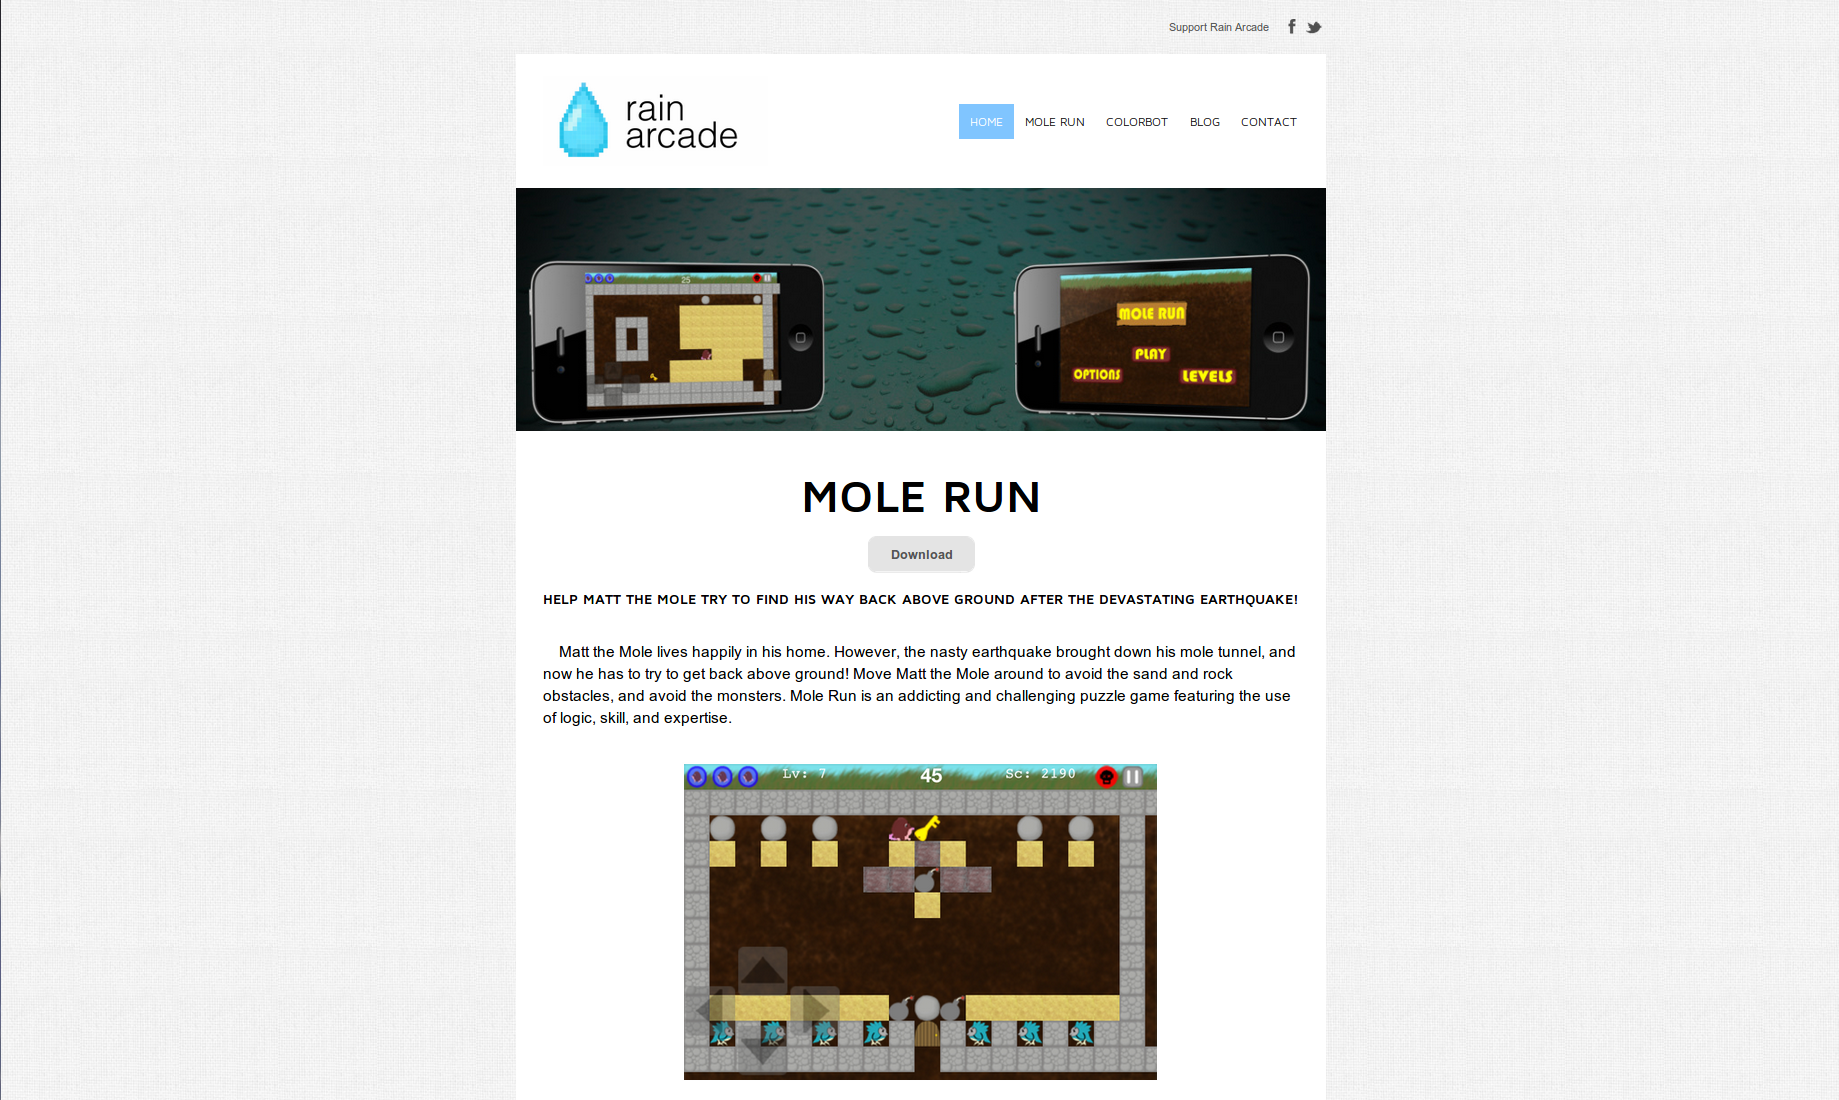 Support Rain Arcade
rain
arcade
HOME MOLE RUN COLORBOT BLOG CONTACT
25
MOLE RUN
PLAY
OPTIONS LEVELS
MOLE RUN
Download
HELP MATT THE MOLE TRY TO FIND HIS WAY BACK ABOVE GROUND AFTER THE DEVASTATING EARTHQUAKE!
Matt the Mole lives happily in his home. However, the nasty earthquake brought down his mole tunnel, and
now he has to try to get back above ground! Move Matt the Mole around to avoid the sand and rock
obstacles, and avoid the monsters. Mole Run is an addicting and challenging puzzle game featuring the use
of logic, skill, and expertise.
Lv: 7 45 Sc: 2190